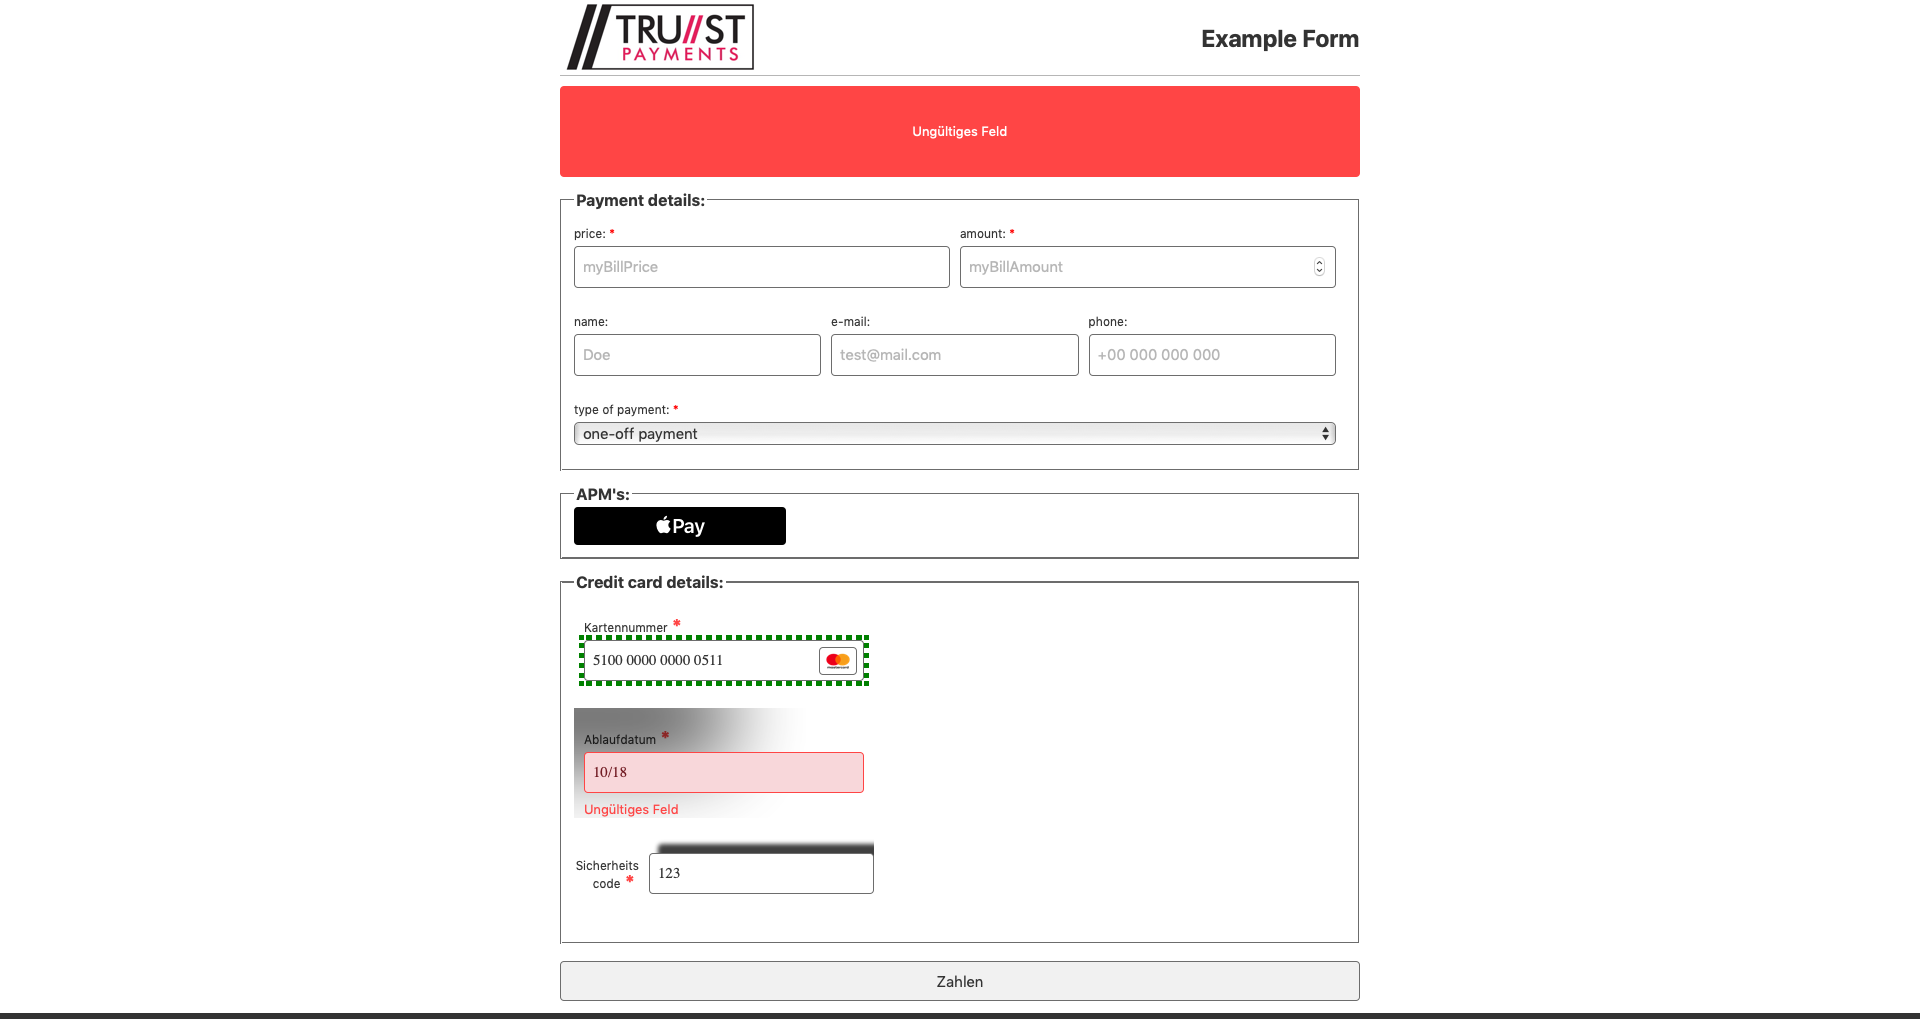 TRU//ST
PAYMENTS
Example Form
Ungültiges Feld
Payment details:
price: *
amount: *
myBillPrice
myBillAmount
name:
e-mail:
phone:
Doe
test@mail.com
+00 000 000 000
type of payment: *
one-off payment
APM's:
Pay
Credit card details:
Kartennummer *
5100 0000 0000 0511
Ablaufdatum *
10/18
Ungültiges Feld
Sicherheits
code *
123
Zahlen